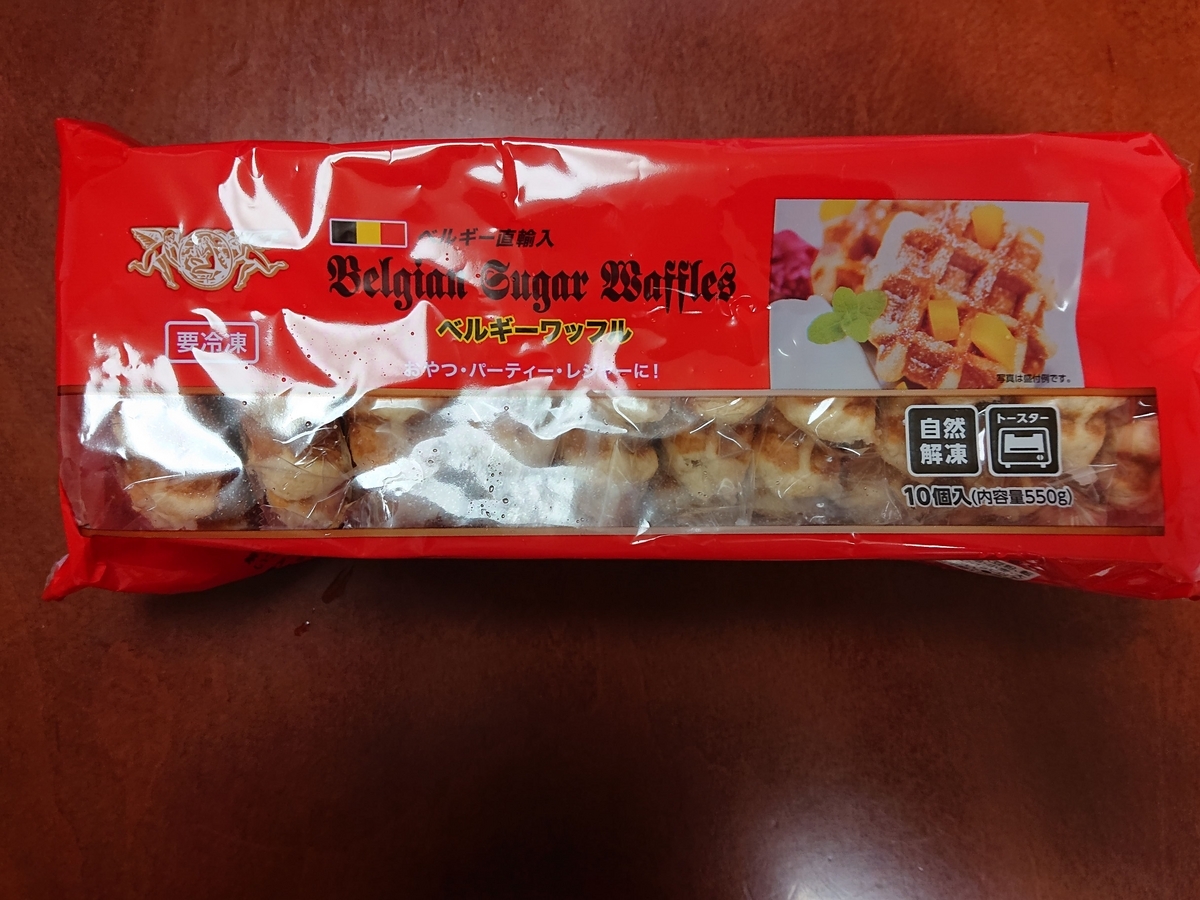 ベルギー直輸入
Belgian Sugar Waffles
ベルギーワッフル
要冷凍
おやつ・パーティー・レジャーに!
写真は盛付例です。
自然
解凍
トースター
10個入(内容量550g)